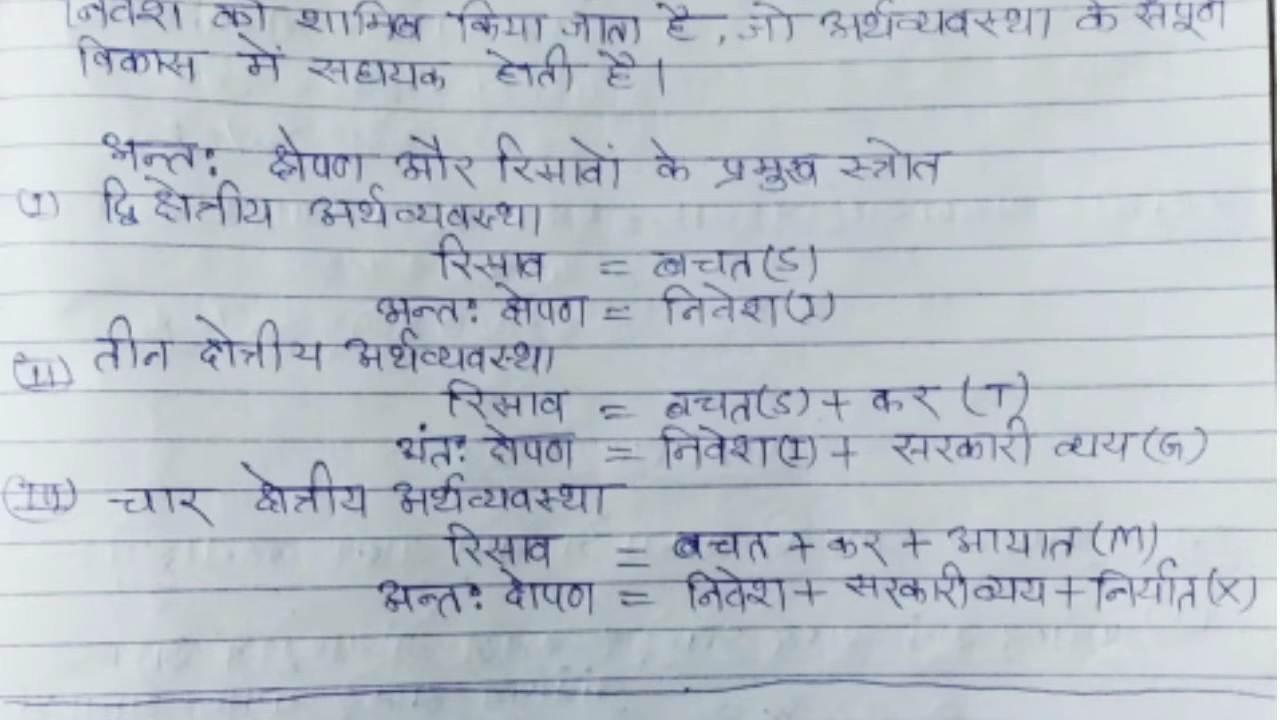 निवेश को शामिल किया जाता है, जो अर्थव्यवस्था के संपूर्ण
विकास में सहायक होती है।
अन्त: क्षेपण और रिसावों के प्रमुख स्त्रोत
(I) द्वि क्षेत्रीय अर्थव्यवस्था।
रिसाव = बचत(S)
अन्त: क्षेपण = निवेश(I)
(II) तीन क्षेत्रीय अर्थव्यवस्था
रिसाव = बचत(S) + कर (T)
अंत: क्षेपण = निवेश(I) + सरकारी व्यय(G)
(III) चार क्षेत्रीय अर्थव्यवस्था
रिसाव = बचत + कर + आयात (M)
अन्त: क्षेपण = निवेश + सरकारी व्यय + निर्यात(X)